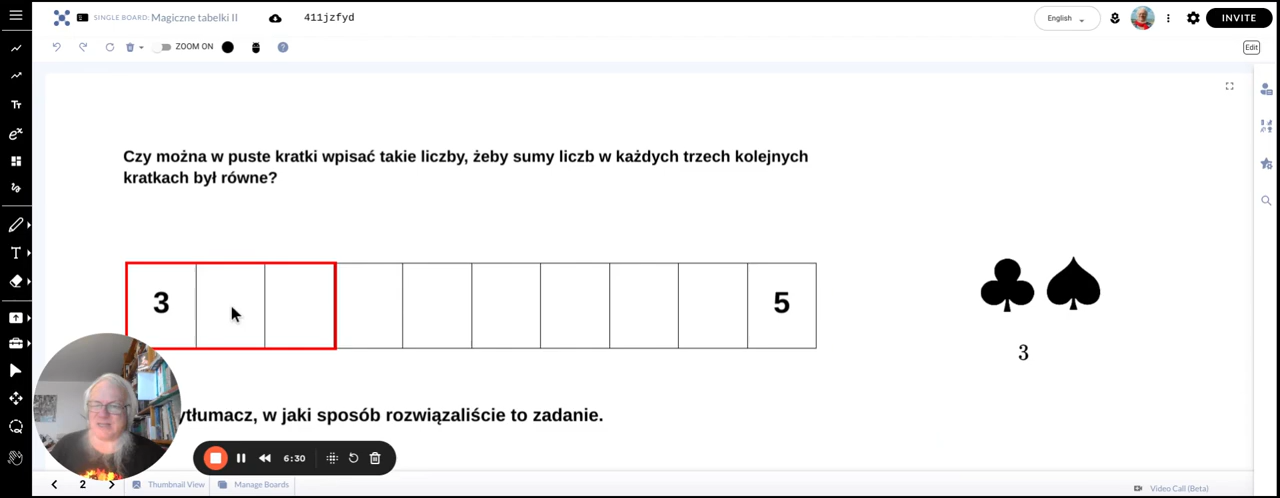 SINGLE BOARD: Magiczne tabelki II
411jzfyd
English
INVITE
ZOOM ON
Edit
Czy można w puste kratki wpisać takie liczby, żeby sumy liczb w każdych trzech kolejnych
kratkach był równe?
3 5
3
ytłumacz, w jaki sposób rozwiązaliście to zadanie.
6:30
2 Thumbnail View Manage Boards
Video Call (Beta)